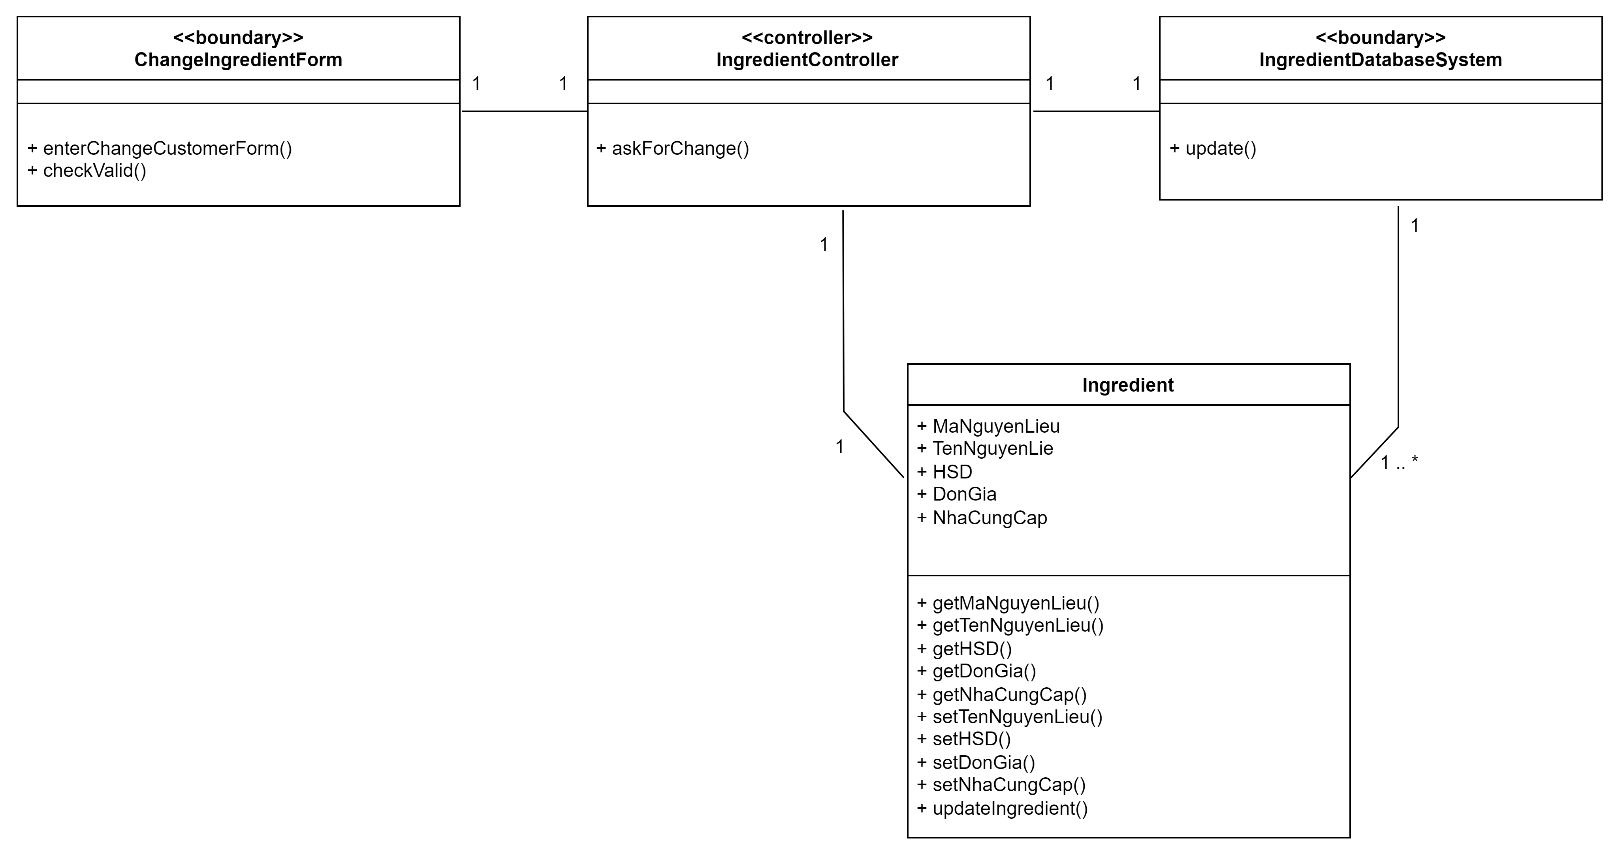 <<boundary>>
ChangeIngredientForm
+ enterChangeCustomerForm()
+ checkValid()
1
1
<<controller>>
IngredientController
+ askForChange()
1
1
<<boundary>>
IngredientDatabaseSystem
+ update()
1
1
1
1 .. *
Ingredient
+ MaNguyenLieu
+ TenNguyenLie
+ HSD
+ DonGia
+ NhaCungCap
+ getMaNguyenLieu()
+ getTenNguyenLieu()
+ getHSD()
+ getDonGia()
+ getNhaCungCap()
+ setTenNguyenLieu()
+ setHSD()
+ setDonGia()
+ setNhaCungCap()
+ updateIngredient()